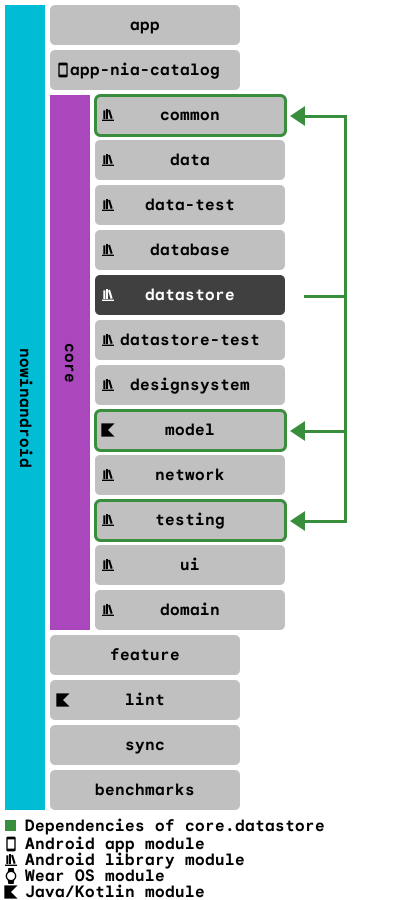 app
app-nia-catalog
common
data
data-test
database
datastore
datastore-test
designsystem
model
network
testing
ui
domain
core
nowinandroid
feature
lint
sync
benchmarks
Dependencies of core.datastore
Android app module
Android library module
Wear OS module
Java/Kotlin module